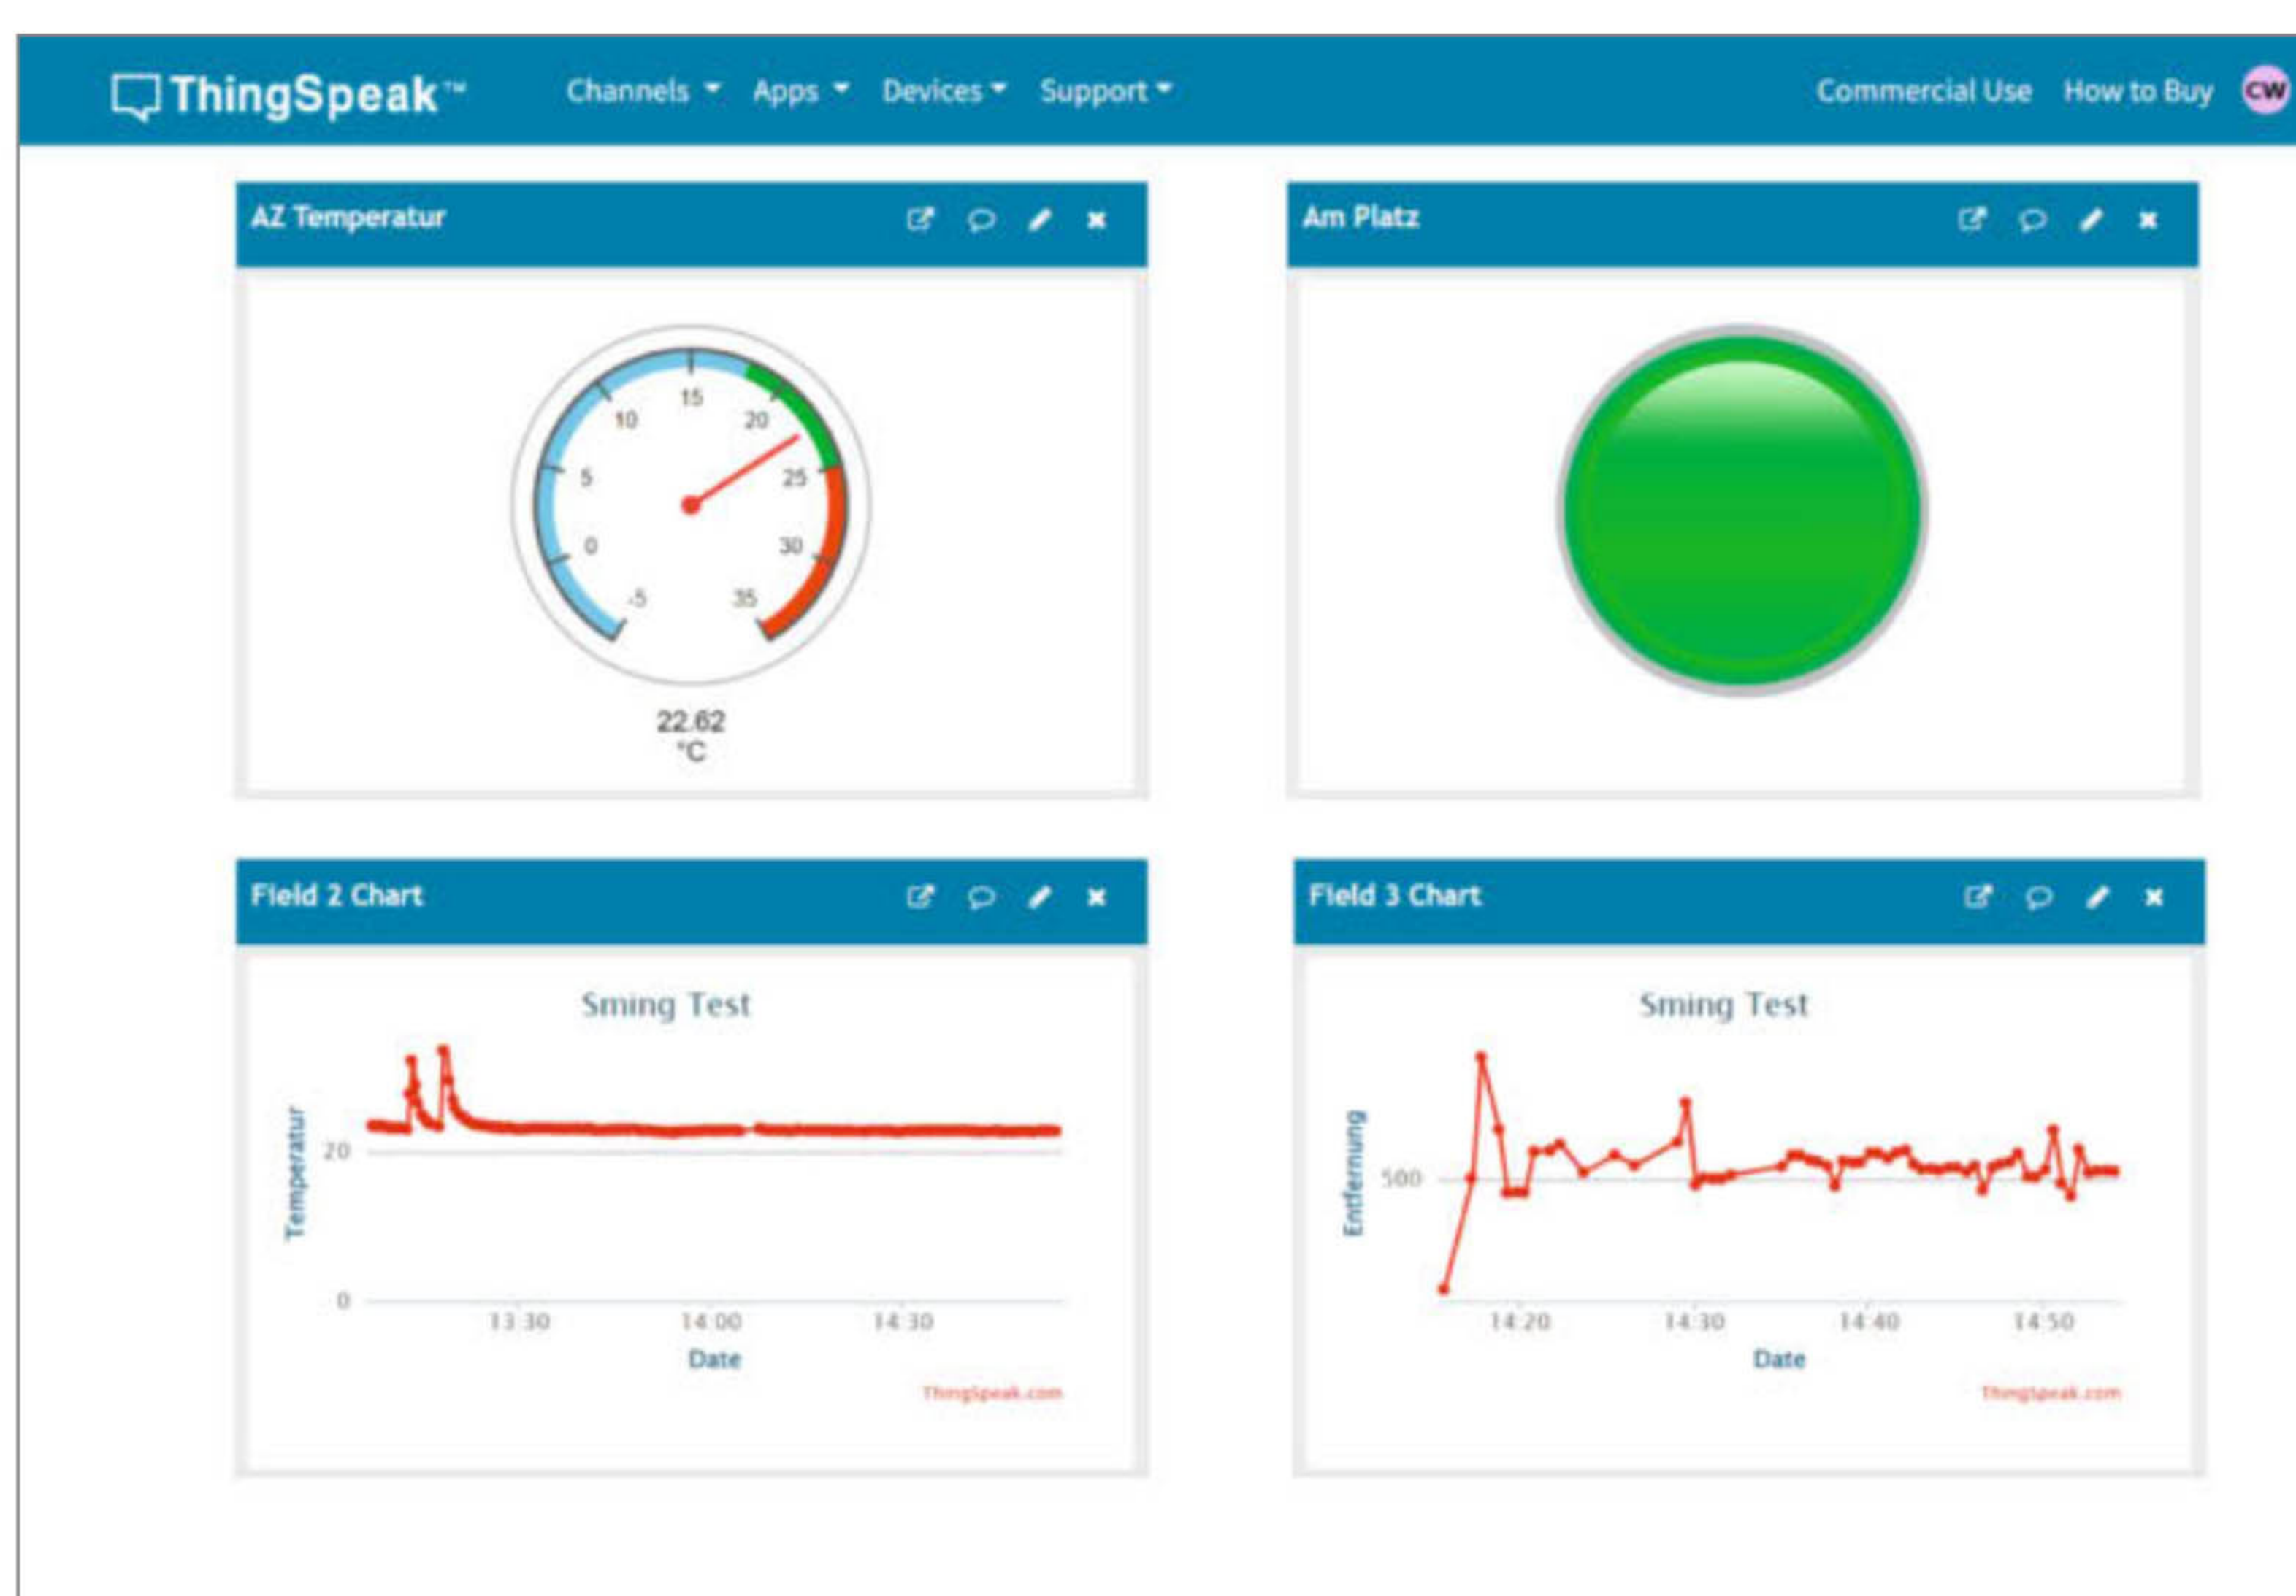 ThingSpeak™ Channels Apps Devices Support Commercial Use How to Buy CW
AZ Temperatur
15
10 20
5 25
0 30
-5 35
22.62
°C
Am Platz
Field 2 Chart
Sming Test
Temperatur
20
0
13:30 14:00 14:30
Date
ThingSpeak.com
Field 3 Chart
Sming Test
Entfernung
500
14:20 14:30 14:40 14:50
Date
ThingSpeak.com